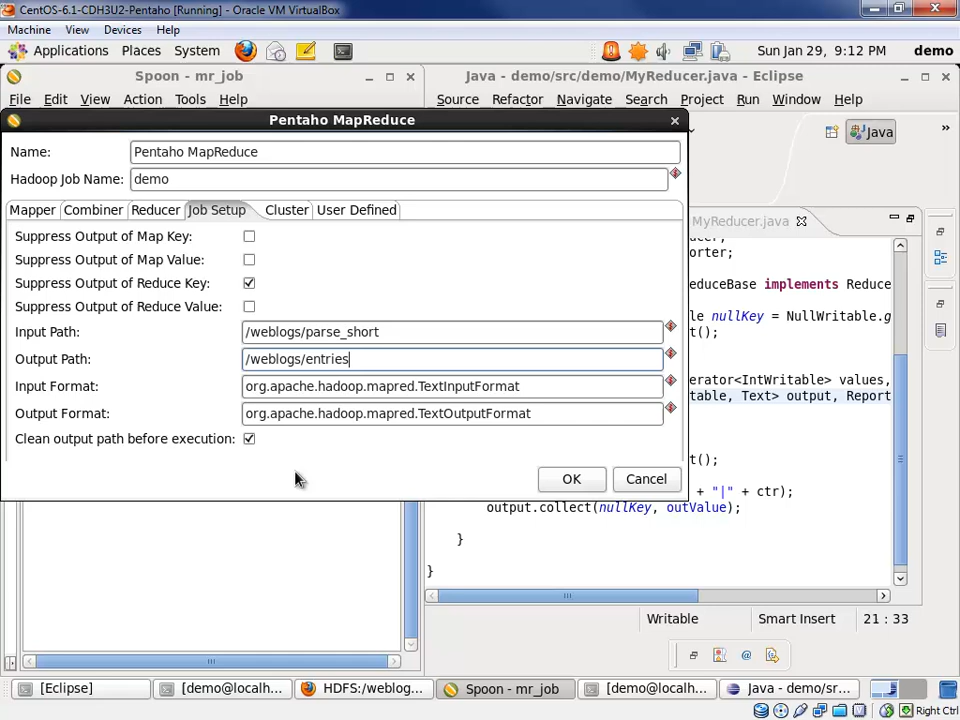 CentOS-6.1-CDH3U2-Pentaho [Running] - Oracle VM VirtualBox
Machine View Devices Help
Applications Places System Sun Jan 29, 9:12 PM demo
Spoon - mr_job
File Edit View Action Tools Help
Java - demo/src/demo/MyReducer.java - Eclipse
Source Refactor Navigate Search Project Run Window Help
Java
»
Pentaho MapReduce
Name: Pentaho MapReduce
Hadoop Job Name: demo
Mapper Combiner Reducer Job Setup Cluster User Defined
Suppress Output of Map Key:
Suppress Output of Map Value:
Suppress Output of Reduce Key:
Suppress Output of Reduce Value:
Input Path: /weblogs/parse_short
Output Path: /weblogs/entries
Input Format: org.apache.hadoop.mapred.TextInputFormat
Output Format: org.apache.hadoop.mapred.TextOutputFormat
Clean output path before execution:
OK Cancel
MyReducer.java
ucer;
orter;
educeBase implements Reduce
le nullKey = NullWritable.g
t();
erator<IntWritable> values,
table, Text> output, Report
t();
+ "|" + ctr);
output.collect(nullKey, outValue);
}
}
Writable Smart Insert 21 : 33
[Eclipse] [demo@localh... HDFS:/weblog... Spoon - mr_job [demo@localh... Java - demo/sr...
Right Ctrl